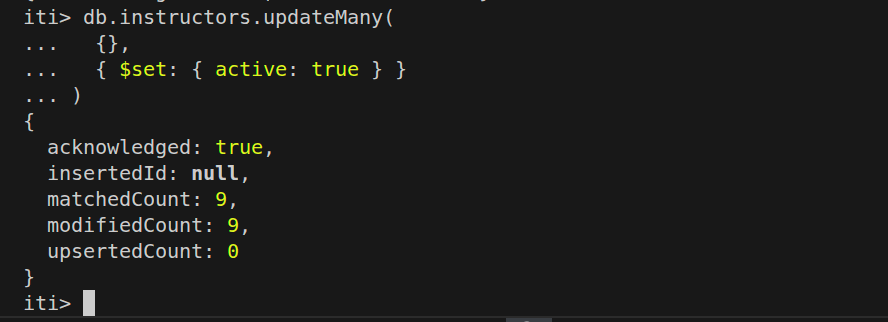 iti> db.instructors.updateMany(
...   {},
...   { $set: { active: true } }
... )
{
  acknowledged: true,
  insertedId: null,
  matchedCount: 9,
  modifiedCount: 9,
  upsertedCount: 0
}
iti>